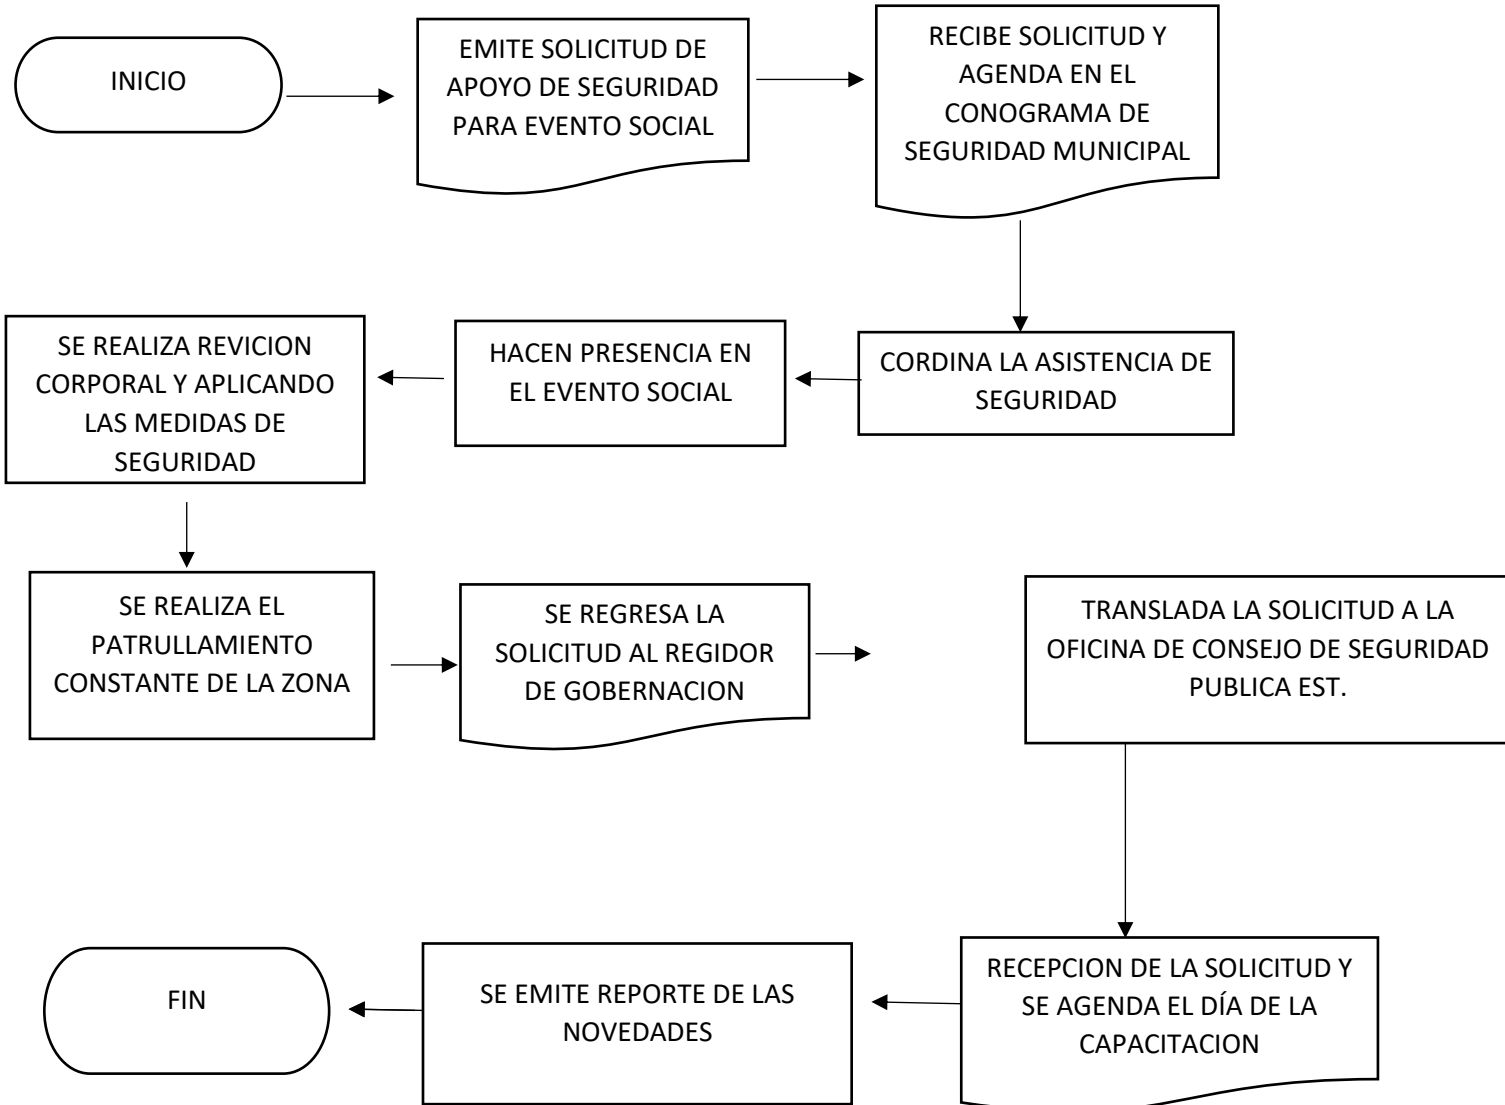 INICIO
EMITE SOLICITUD DE
APOYO DE SEGURIDAD
PARA EVENTO SOCIAL
RECIBE SOLICITUD Y
AGENDA EN EL
CONOGRAMA DE
SEGURIDAD MUNICIPAL
CORDINA LA ASISTENCIA DE
SEGURIDAD
HACEN PRESENCIA EN
EL EVENTO SOCIAL
SE REALIZA REVICION
CORPORAL Y APLICANDO
LAS MEDIDAS DE
SEGURIDAD
SE REALIZA EL
PATRULLAMIENTO
CONSTANTE DE LA ZONA
SE REGRESA LA
SOLICITUD AL REGIDOR
DE GOBERNACION
TRANSLADA LA SOLICITUD A LA
OFICINA DE CONSEJO DE SEGURIDAD
PUBLICA EST.
RECEPCION DE LA SOLICITUD Y
SE AGENDA EL DÍA DE LA
CAPACITACION
SE EMITE REPORTE DE LAS
NOVEDADES
FIN